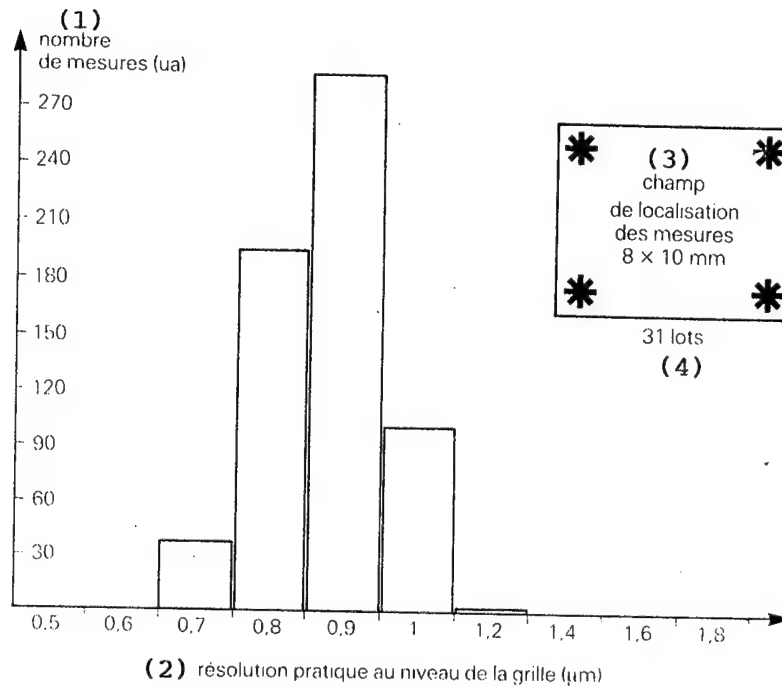 (1)
nombre
de mesures (ua)
270
240
210
180
150
120
90
60
30
0,5 0,6 0,7 0,8 0,9 1 1,2 1,4 1,6 1,8
(2) résolution pratique au niveau de la grille (µm)
(3)
champ
de localisation
des mesures
8 × 10 mm
31 lots
(4)